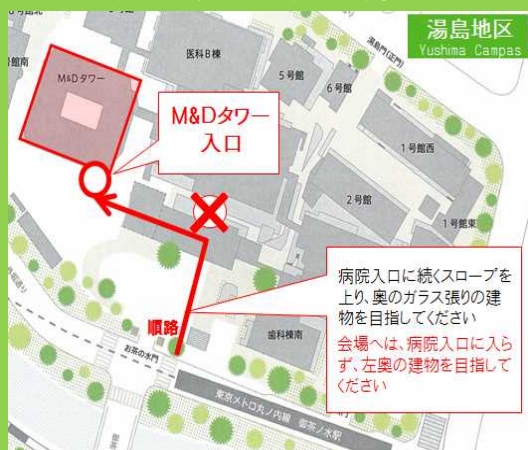 湯島地区
Yushima Campas
湯島門(正門)
医科B棟
5号館
6号館
M&Dタワー
M&Dタワー
入口
1号館西
2号館
1号館東
病院入口に続くスロープを
上り、奥のガラス張りの建
物を目指してください
会場へは、病院入口に入ら
ず、左奥の建物を目指して
ください
順路
歯科棟南
お茶の水門
東京メトロ丸ノ内線 御茶ノ水駅